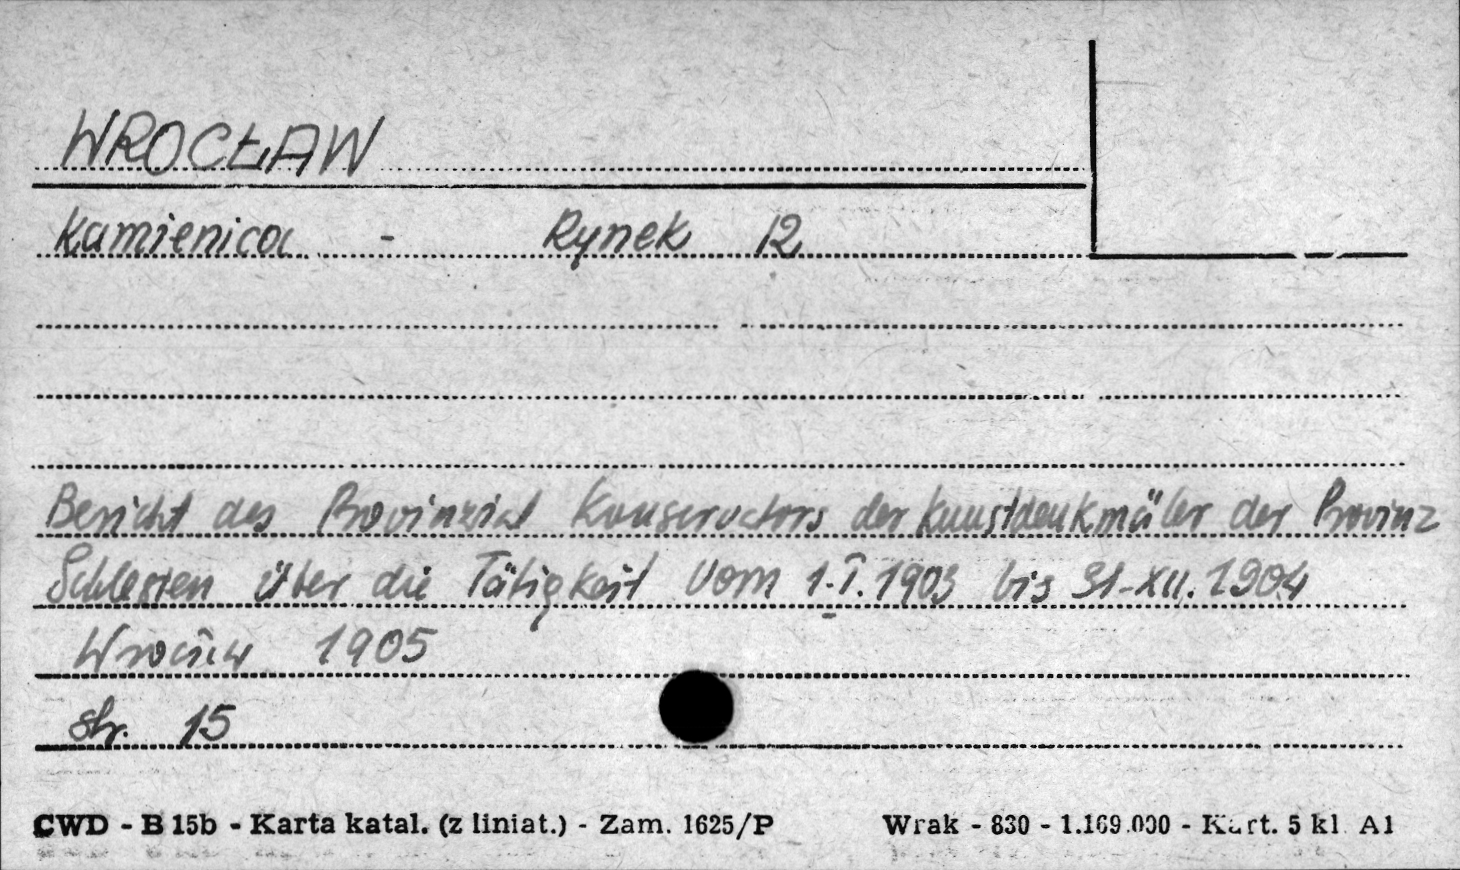 WROCŁAW
Kamienica - Rynek 12
Bericht des Provinzial Konservators der Kunstdenkmäler der Provinz
Schlesien über die Tätigkeit vom 1.I.1903 bis 31-XII.1904
Wrocław 1905
str. 15
CWD - B 15b - Karta katal. (z liniat.) - Zam. 1625/P Wrak - 830 - 1.169.000 - Kart. 5 kl A1